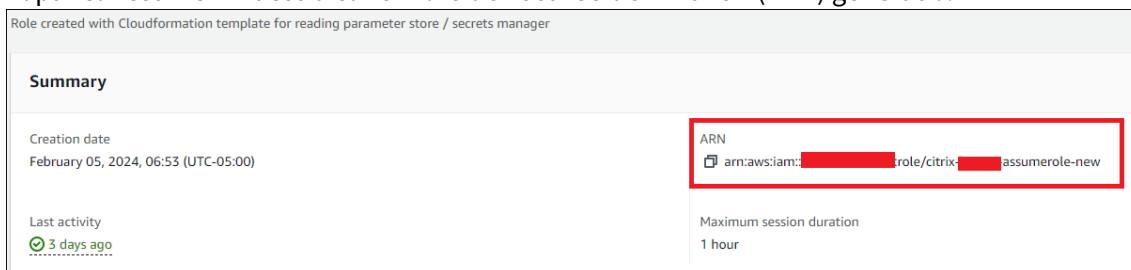 Role created with Cloudformation template for reading parameter store / secrets manager
Summary
Creation date
February 05, 2024, 06:53 (UTC-05:00)
ARN
arn:aws:iam:: :role/citrix- -assumerole-new
Last activity
3 days ago
Maximum session duration
1 hour